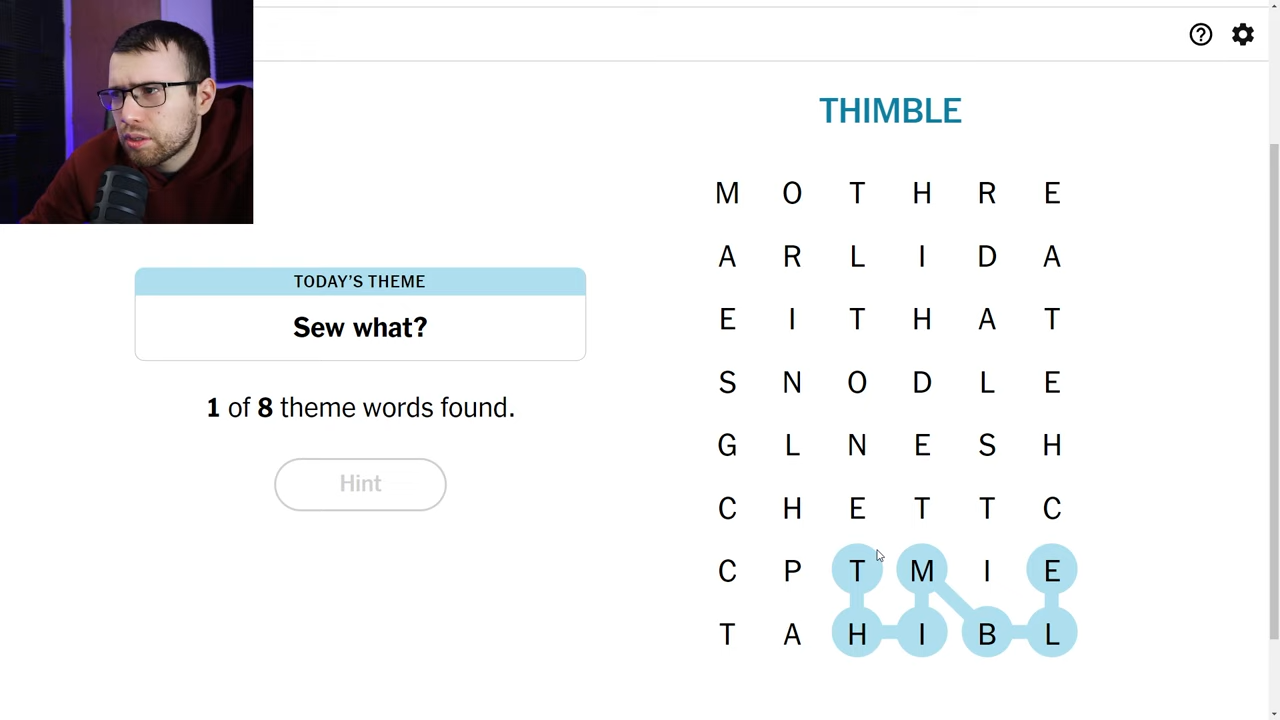 THIMBLE
M O T H R E
A R L I D A
E I T H A T
S N O D L E
G L N E S H
C H E T T C
C P T M I E
T A H I B L
TODAY'S THEME
Sew what?
1 of 8 theme words found.
Hint